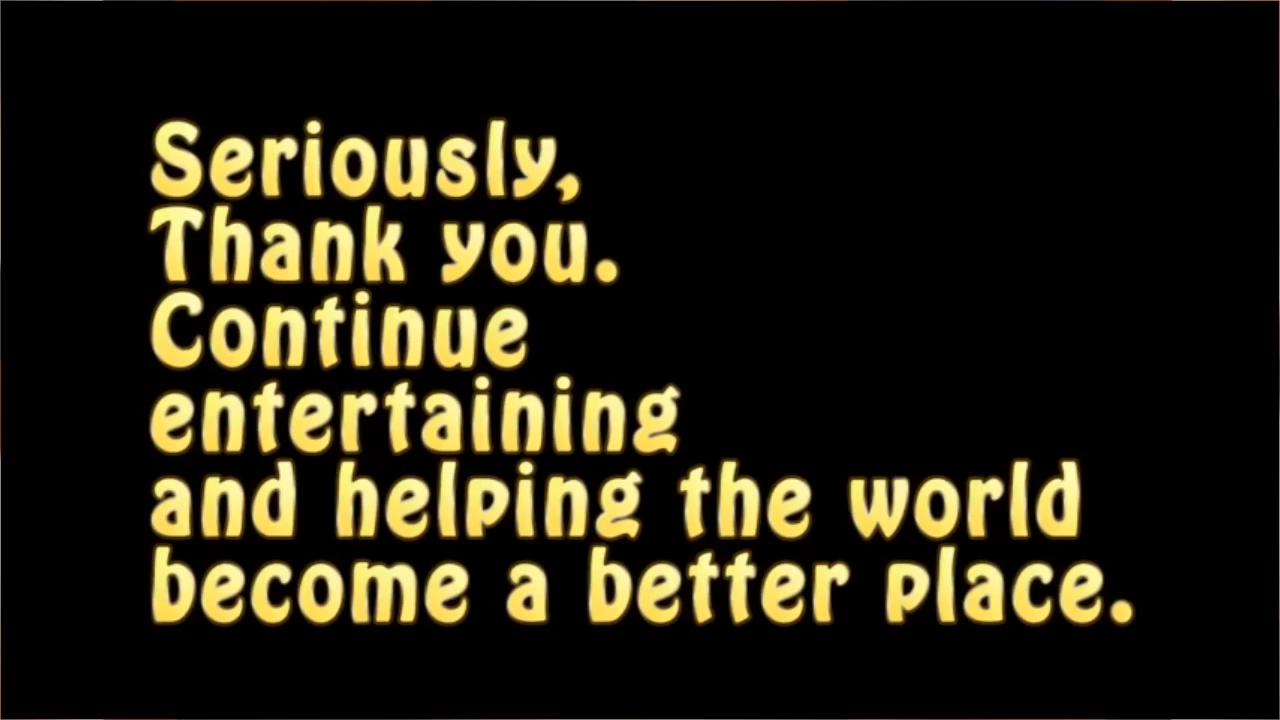 Seriously,
Thank you.
Continue
entertaining
and helping the world
become a better place.